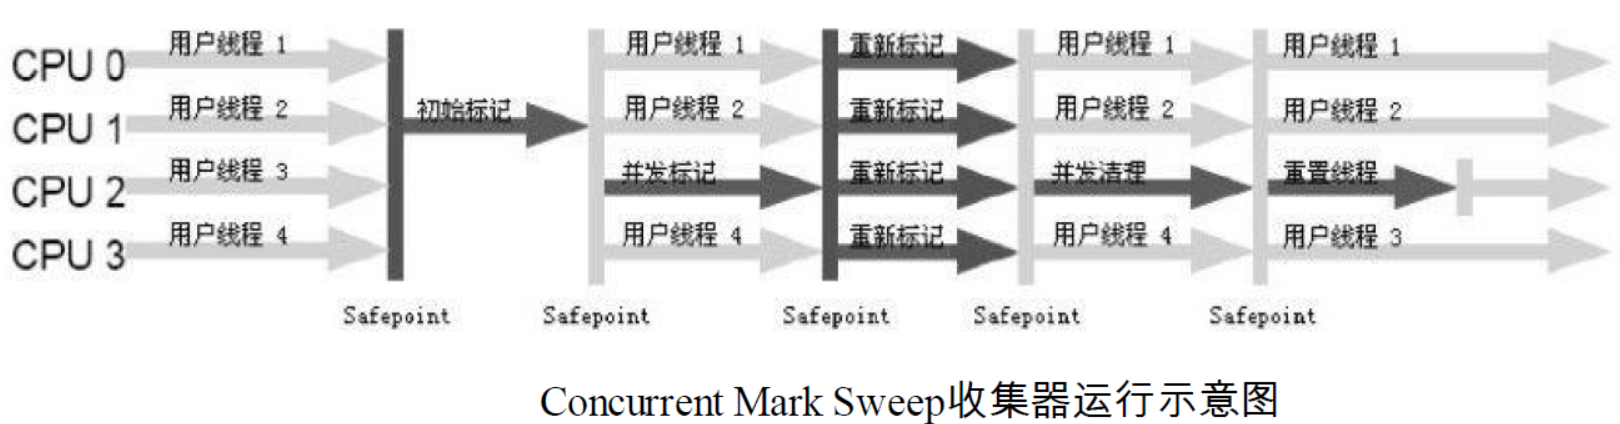 CPU 0 用户线程 1 用户线程 1 重新标记 用户线程 1 用户线程 1
CPU 1 用户线程 2 初始标记 用户线程 2 重新标记 用户线程 2 用户线程 2
CPU 2 用户线程 3 并发标记 重新标记 并发清理 重置线程
CPU 3 用户线程 4 用户线程 4 重新标记 用户线程 4 用户线程 3
Safepoint Safepoint Safepoint Safepoint Safepoint
Concurrent Mark Sweep收集器运行示意图